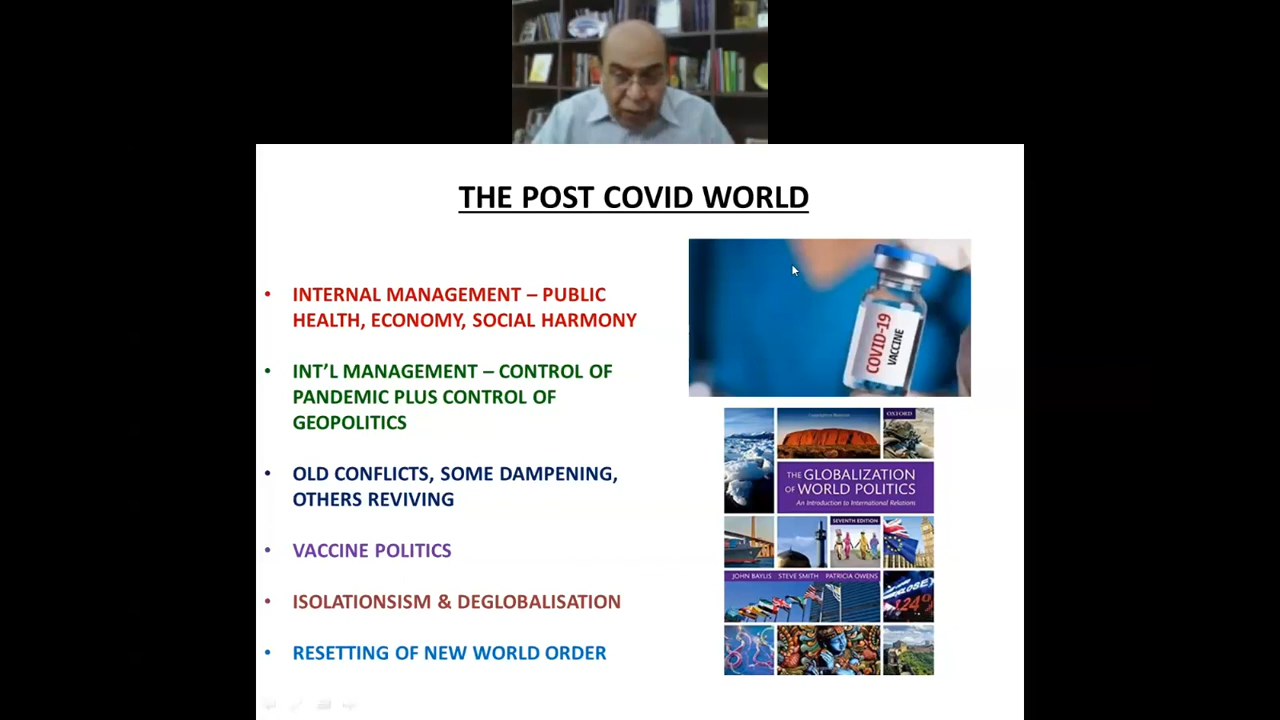 THE POST COVID WORLD
• INTERNAL MANAGEMENT – PUBLIC
HEALTH, ECONOMY, SOCIAL HARMONY
• INT’L MANAGEMENT – CONTROL OF
PANDEMIC PLUS CONTROL OF
GEOPOLITICS
• OLD CONFLICTS, SOME DAMPENING,
OTHERS REVIVING
• VACCINE POLITICS
• ISOLATIONSISM & DEGLOBALISATION
• RESETTING OF NEW WORLD ORDER
COVID-19
VACCINE
OXFORD
THE GLOBALIZATION
OF WORLD POLITICS
An Introduction to International Relations
SEVENTH EDITION
JOHN BAYLIS STEVE SMITH PATRICIA OWENS